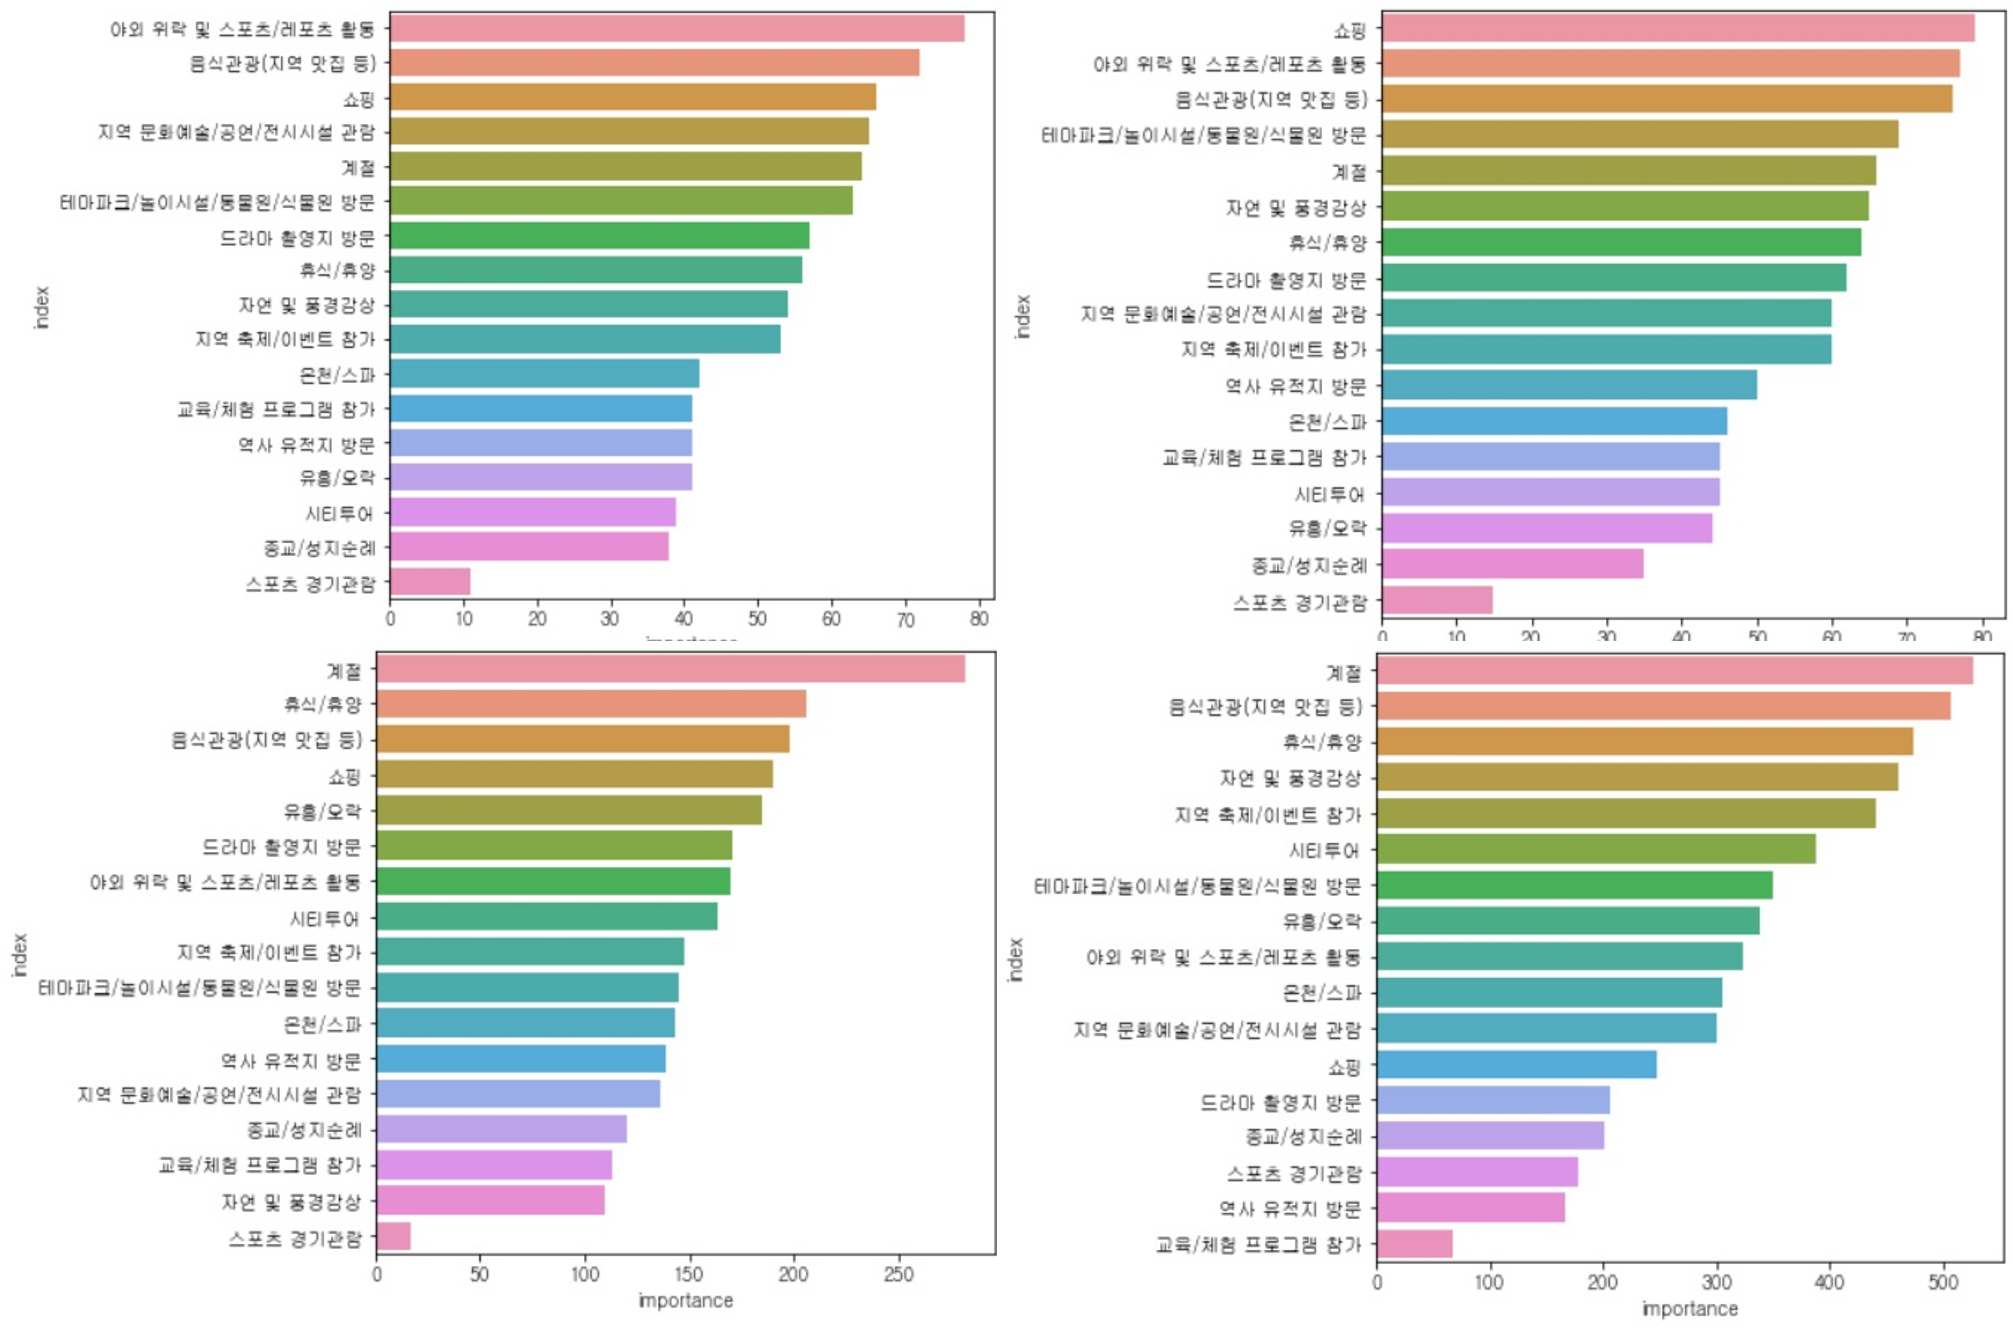 야외 위락 및 스포츠/레포츠 활동
음식관광(지역 맛집 등)
쇼핑
지역 문화예술/공연/전시시설 관람
계절
테마파크/놀이시설/동물원/식물원 방문
드라마 촬영지 방문
휴식/휴양
자연 및 풍경감상
지역 축제/이벤트 참가
온천/스파
교육/체험 프로그램 참가
역사 유적지 방문
유흥/오락
시티투어
종교/성지순례
스포츠 경기관람
index
0 10 20 30 40 50 60 70 80
쇼핑
야외 위락 및 스포츠/레포츠 활동
음식관광(지역 맛집 등)
테마파크/놀이시설/동물원/식물원 방문
계절
자연 및 풍경감상
휴식/휴양
드라마 촬영지 방문
지역 문화예술/공연/전시시설 관람
지역 축제/이벤트 참가
역사 유적지 방문
온천/스파
교육/체험 프로그램 참가
시티투어
유흥/오락
종교/성지순례
스포츠 경기관람
index
0 10 20 30 40 50 60 70 80
계절
휴식/휴양
음식관광(지역 맛집 등)
쇼핑
유흥/오락
드라마 촬영지 방문
야외 위락 및 스포츠/레포츠 활동
시티투어
지역 축제/이벤트 참가
테마파크/놀이시설/동물원/식물원 방문
온천/스파
역사 유적지 방문
지역 문화예술/공연/전시시설 관람
종교/성지순례
교육/체험 프로그램 참가
자연 및 풍경감상
스포츠 경기관람
index
0 50 100 150 200 250
importance
계절
음식관광(지역 맛집 등)
휴식/휴양
자연 및 풍경감상
지역 축제/이벤트 참가
시티투어
테마파크/놀이시설/동물원/식물원 방문
유흥/오락
야외 위락 및 스포츠/레포츠 활동
온천/스파
지역 문화예술/공연/전시시설 관람
쇼핑
드라마 촬영지 방문
종교/성지순례
스포츠 경기관람
역사 유적지 방문
교육/체험 프로그램 참가
index
0 100 200 300 400 500
importance